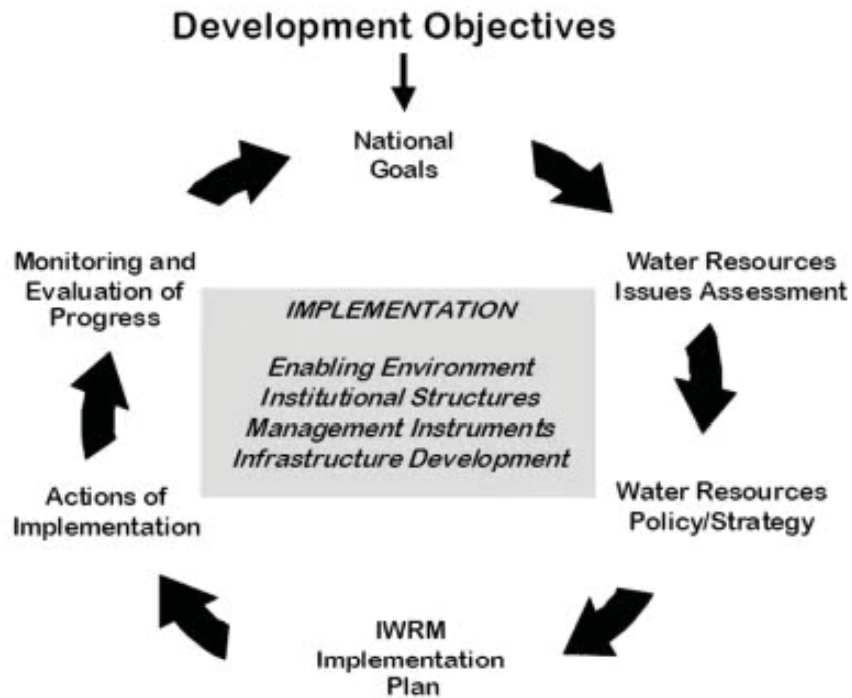 Development Objectives
National
Goals
Water Resources
Issues Assessment
Water Resources
Policy/Strategy
IWRM
Implementation
Plan
Actions of
Implementation
Monitoring and
Evaluation of
Progress
IMPLEMENTATION
Enabling Environment
Institutional Structures
Management Instruments
Infrastructure Development